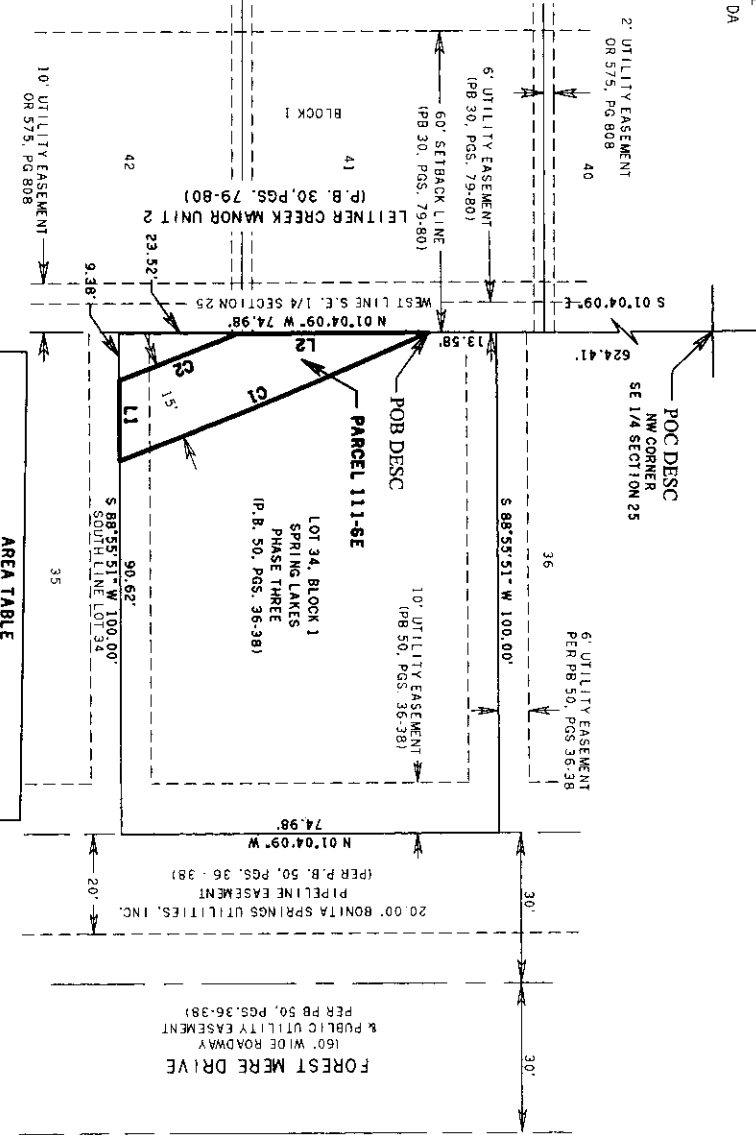 DA
2' UTILITY EASEMENT
OR 575, PG 808
6' UTILITY EASEMENT
(PB 30, PGS. 79-80)
60' SETBACK LINE
(PB 30, PGS. 79-80)
BLOCK 1
10' UTILITY EASEMENT
OR 575, PG 808
40
41
42
LEITNER CREEK MANOR UNIT 2
(P.B. 30, PGS. 79-80)
S 01°04'09" E
WEST LINE S.E. 1/4 SECTION 25
N 01°04'09" W 74.98'
624.41'
13.58'
23.52'
9.38'
L2
C2
C1
L1
15'
POC DESC
NW CORNER
SE 1/4 SECTION 25
POB DESC
PARCEL 111-SE
LOT 34, BLOCK 1
SPRING LAKES
PHASE THREE
(P.B. 50, PGS. 36-38)
36
S 88°55'51" W 100.00'
6' UTILITY EASEMENT
PER PB 50, PGS 36-38
10' UTILITY EASEMENT
(PB 50, PGS. 36-38)
90.62'
S 88°55'51" W 100.00'
SOUTH LINE LOT 34
35
AREA TABLE
N 01°04'09" W
74.98'
20.00' BONITA SPRINGS UTILITIES, INC.
PIPELINE EASEMENT
(PER P.B. 50, PGS. 36 - 38)
20'
30'
30'
FOREST MERE DRIVE
(60' WIDE ROADWAY
& PUBLIC UTILITY EASEMENT
PER PB 50, PGS.36-38)